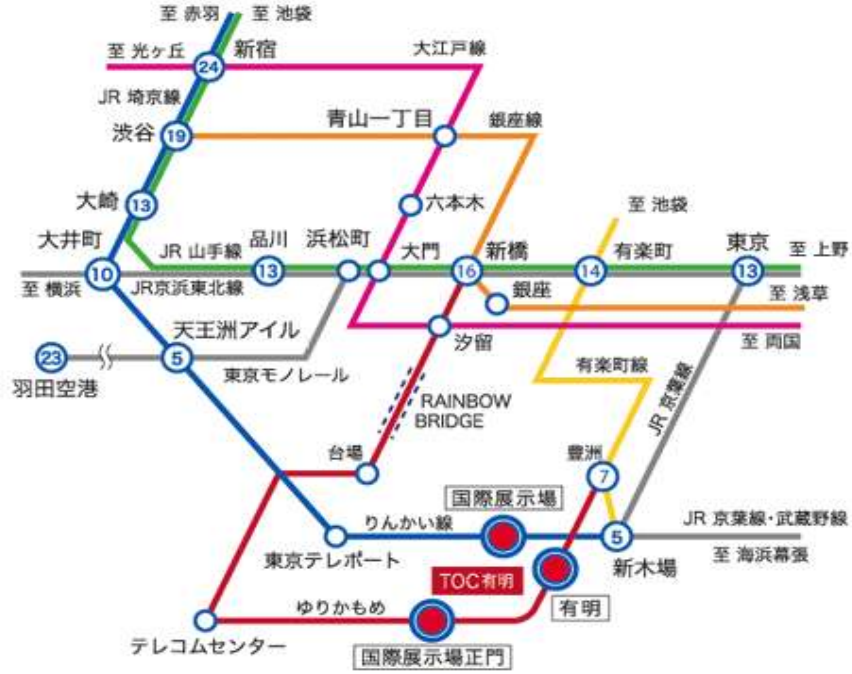 至 赤羽
至 池袋
至 光ヶ丘
新宿
大江戸線
24
JR 埼京線
渋谷
19
青山一丁目
銀座線
大崎
13
六本木
至 池袋
大井町
JR 山手線
品川
浜松町
大門
新橋
有楽町
東京
至 上野
10
13
16
14
13
至 横浜
JR京浜東北線
銀座
至 浅草
天王洲アイル
汐留
至 両国
23
5
羽田空港
東京モノレール
有楽町線
JR 京葉線
RAINBOW
BRIDGE
台場
豊洲
7
国際展示場
りんかい線
JR 京葉線・武蔵野線
5
東京テレポート
新木場
至 海浜幕張
TOC有明
有明
ゆりかもめ
テレコムセンター
国際展示場正門